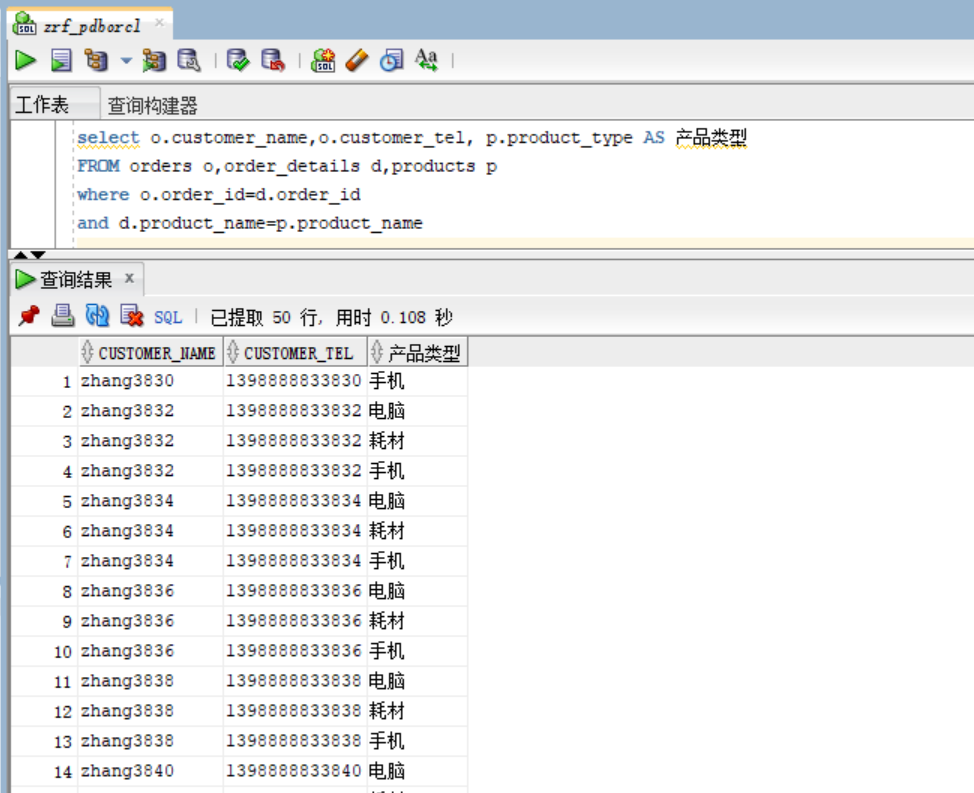 zrf_pdborcl
工作表 查询构建器
select o.customer_name,o.customer_tel, p.product_type AS 产品类型
FROM orders o,order_details d,products p
where o.order_id=d.order_id
and d.product_name=p.product_name
查询结果 x
SQL | 已提取 50 行, 用时 0.108 秒
CUSTOMER_NAME CUSTOMER_TEL 产品类型
1 zhang3830 1398888833830 手机
2 zhang3832 1398888833832 电脑
3 zhang3832 1398888833832 耗材
4 zhang3832 1398888833832 手机
5 zhang3834 1398888833834 电脑
6 zhang3834 1398888833834 耗材
7 zhang3834 1398888833834 手机
8 zhang3836 1398888833836 电脑
9 zhang3836 1398888833836 耗材
10 zhang3836 1398888833836 手机
11 zhang3838 1398888833838 电脑
12 zhang3838 1398888833838 耗材
13 zhang3838 1398888833838 手机
14 zhang3840 1398888833840 电脑